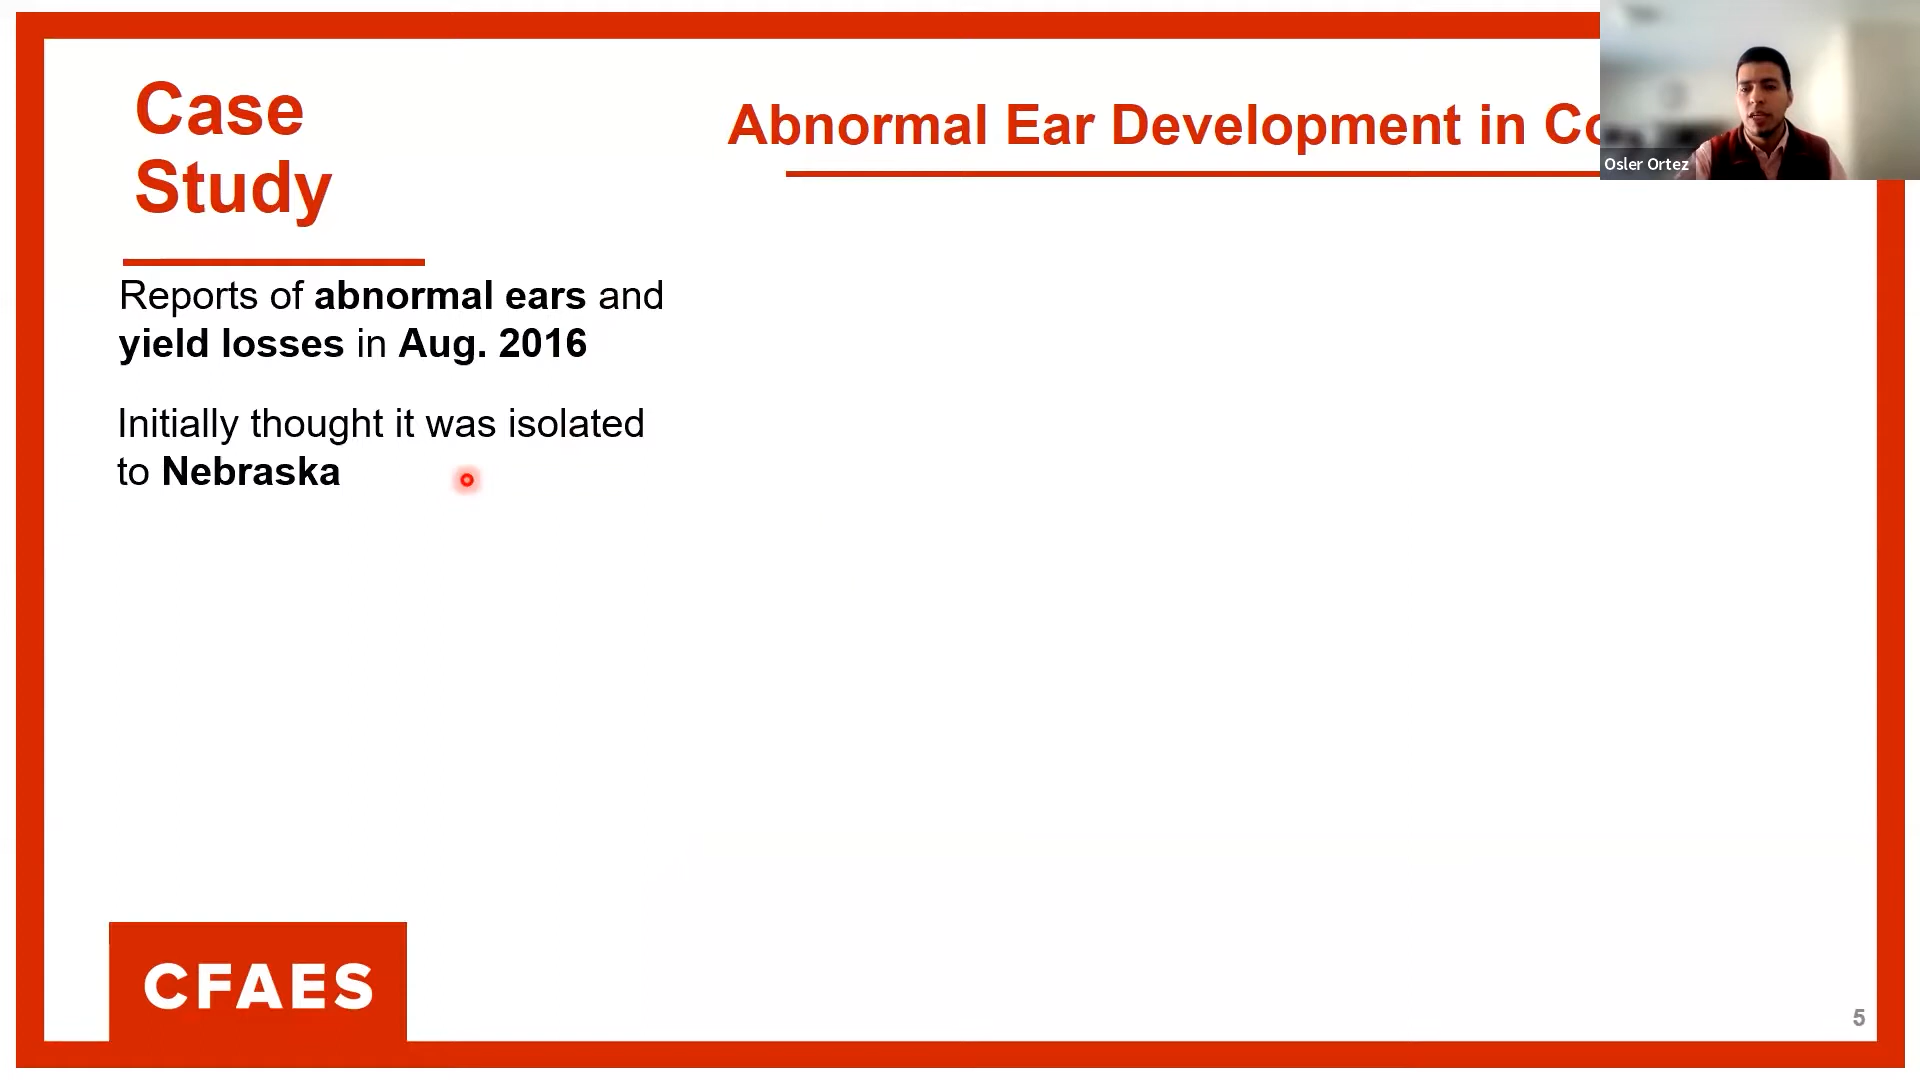 Case
Study
Abnormal Ear Development in
Osler Ortez
Reports of abnormal ears and
yield losses in Aug. 2016
Initially thought it was isolated
to Nebraska
CFAES
5